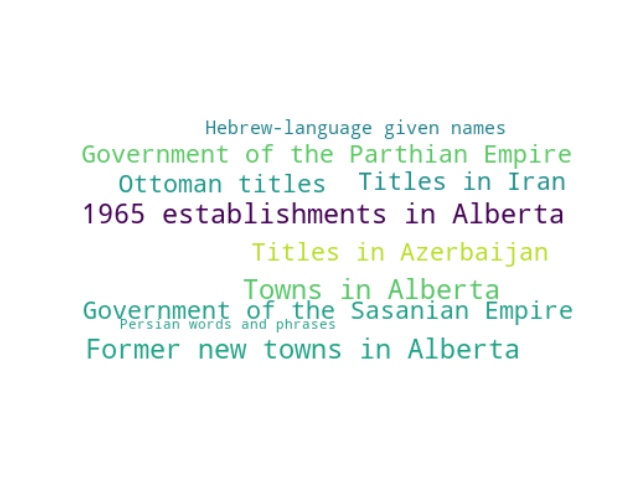 Hebrew-language given names
Government of the Parthian Empire
Ottoman titles
Titles in Iran
1965 establishments in Alberta
Titles in Azerbaijan
Towns in Alberta
Government of the Sasanian Empire
Persian words and phrases
Former new towns in Alberta